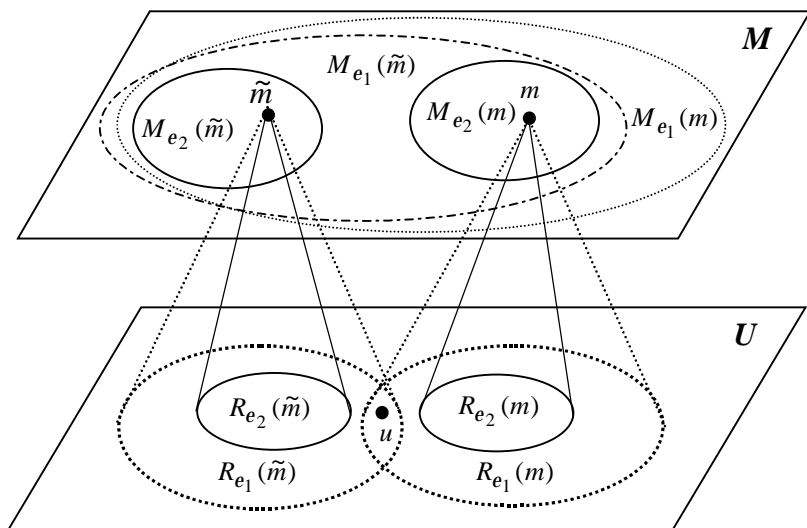 M
M_{e_1}(m̃)
m̃
m
M_{e_2}(m̃)
M_{e_2}(m)
M_{e_1}(m)
U
R_{e_2}(m̃)
R_{e_2}(m)
u
R_{e_1}(m̃)
R_{e_1}(m)